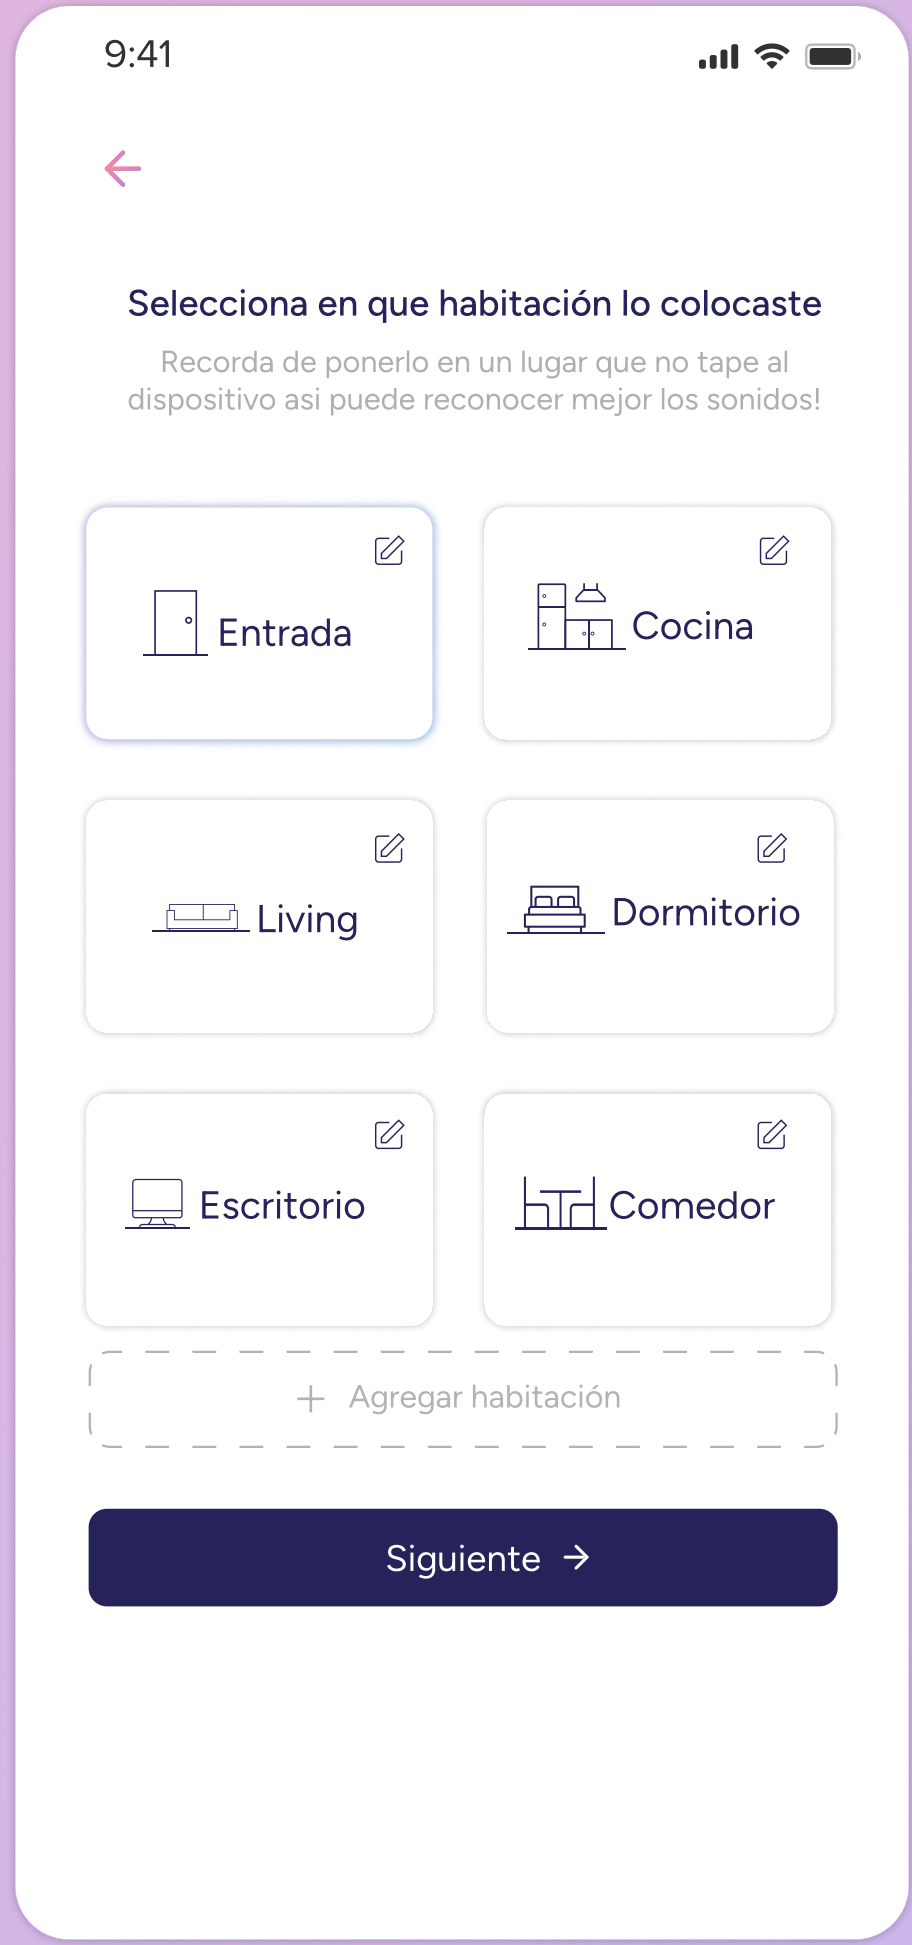 9:41
Selecciona en que habitación lo colocaste
Recorda de ponerlo en un lugar que no tape al
dispositivo asi puede reconocer mejor los sonidos!
Entrada
Cocina
Living
Dormitorio
Escritorio
Comedor
+ Agregar habitación
Siguiente →